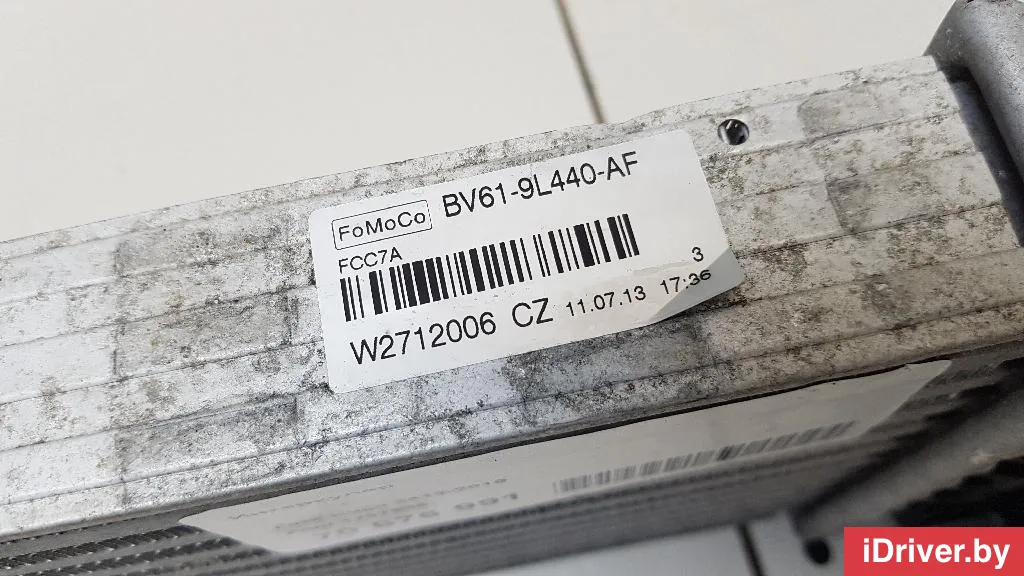 FoMoCo BV61-9L440-AF
FCC7A
3
W2712006 CZ 11.07.13 17:36
iDriver.by